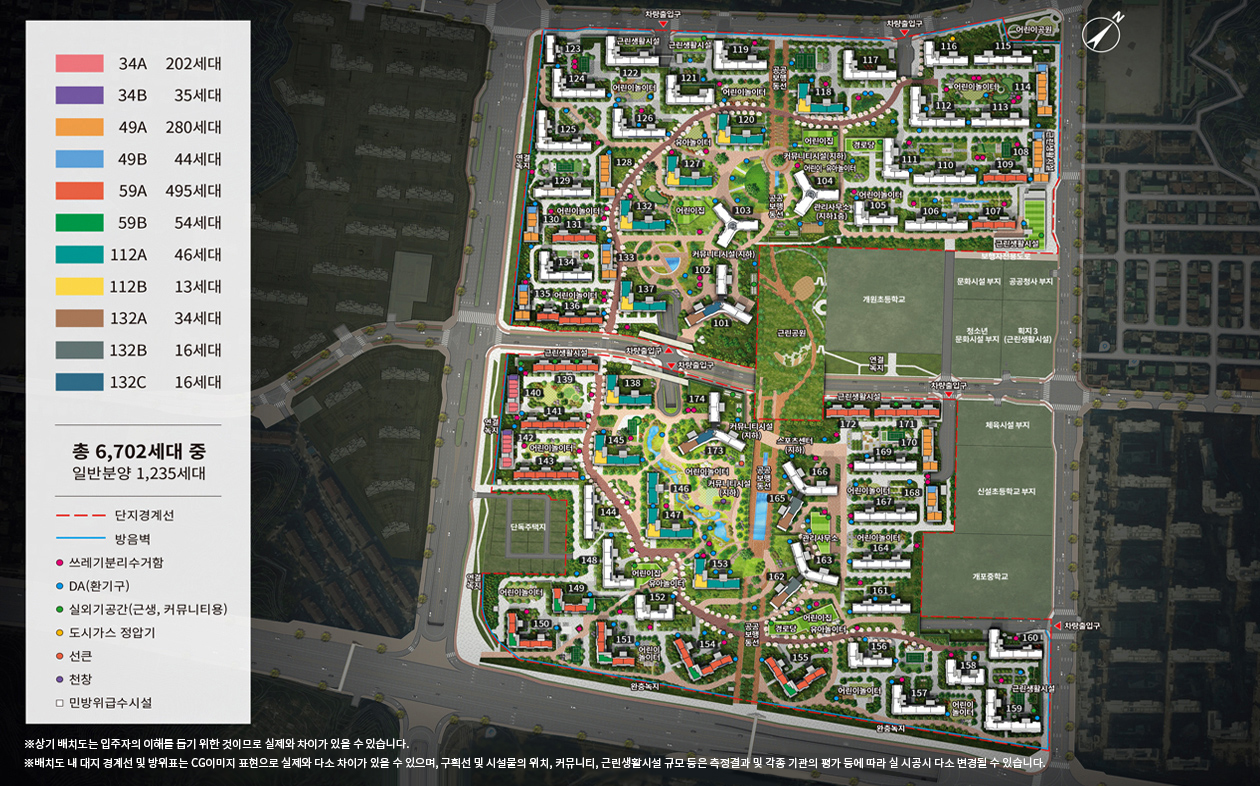 34A 202세대
34B 35세대
49A 280세대
49B 44세대
59A 495세대
59B 54세대
112A 46세대
112B 13세대
132A 34세대
132B 16세대
132C 16세대
총 6,702세대 중
일반분양 1,235세대
단지경계선
방음벽
쓰레기분리수거함
DA(환기구)
실외기공간(근생, 커뮤니티용)
도시가스 정압기
선큰
천창
민방위급수시설
차량출입구
차량출입구
N
어린이공원
123
근린생활시설
근린생활시설
119
116
115
117
124
122
121
공공
보행
동선
어린이놀이터
어린이놀이터
118
어린이놀이터
114
112
113
125
126
120
유아놀이터
어린이집
경로당
108
근린생활시설
연결
녹지
128
127
커뮤니티시설(지하)
어린이·유아놀이터
111
110
109
129
104
어린이놀이터
130
어린이놀이터
131
132
어린이집
103
공공
보행
동선
관리사무소
(지하1층)
105
106
107
근린생활시설
134
133
커뮤니티시설(지하)
102
135
어린이놀이터
136
137
101
개원초등학교
문화시설 부지
공공청사 부지
근린공원
청소년
문화시설 부지
획지 3
(근린생활시설)
차량출입구
연결
녹지
차량출입구
근린생활시설
139
138
차량출입구
140
174
근린생활시설
141
172
171
연결
녹지
142
어린이놀이터
143
145
커뮤니티시설
(지하)
173
스포츠센터
(지하)
170
169
체육시설 부지
어린이놀이터
166
커뮤니티시설
(지하)
공공
보행
동선
146
165
어린이놀이터
168
167
신설초등학교 부지
144
147
단독주택지
관리사무소
어린이놀이터
164
148
163
153
연결
녹지
어린이집
유아놀이터
162
161
개포중학교
149
어린이놀이터
152
150
151
공공
보행
동선
경로당
어린이집
유아놀이터
차량출입구
160
어린이
놀이터
154
155
156
158
완충녹지
어린이놀이터
157
어린이
놀이터
근린생활시설
159
완충녹지
※상기 배치도는 입주자의 이해를 돕기 위한 것이므로 실제와 차이가 있을 수 있습니다.
※배치도 내 대지 경계선 및 방위표는 CG이미지 표현으로 실제와 다소 차이가 있을 수 있으며, 구획선 및 시설물의 위치, 커뮤니티, 근린생활시설 규모 등은 측정결과 및 각종 기관의 평가 등에 따라 실 시공시 다소 변경될 수 있습니다.